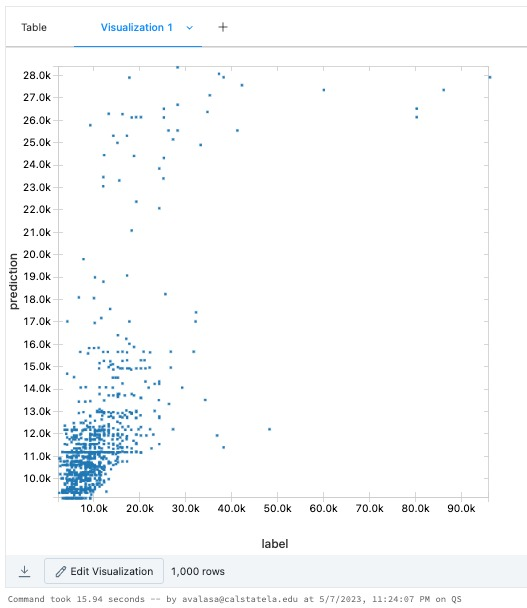 Table
Visualization 1
+
28.0k
27.0k
26.0k
25.0k
24.0k
23.0k
22.0k
21.0k
20.0k
19.0k
18.0k
17.0k
16.0k
15.0k
14.0k
13.0k
12.0k
11.0k
10.0k
prediction
10.0k 20.0k 30.0k 40.0k 50.0k 60.0k 70.0k 80.0k 90.0k
label
Edit Visualization
1,000 rows
Command took 15.94 seconds -- by avalasa@calstatela.edu at 5/7/2023, 11:24:07 PM on QS